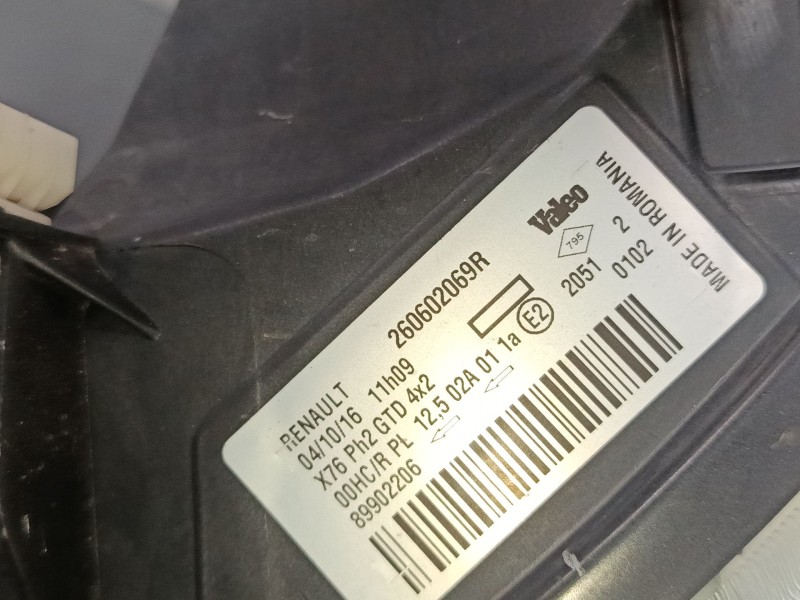 RENAULT 260602069R Valeo
04/10/16 11h09 795
X76 Ph2 GTD 4x2 E2 2051 2
00HC/R PL 12,5 02A 01 1a 0102
89902206 MADE IN ROMANIA